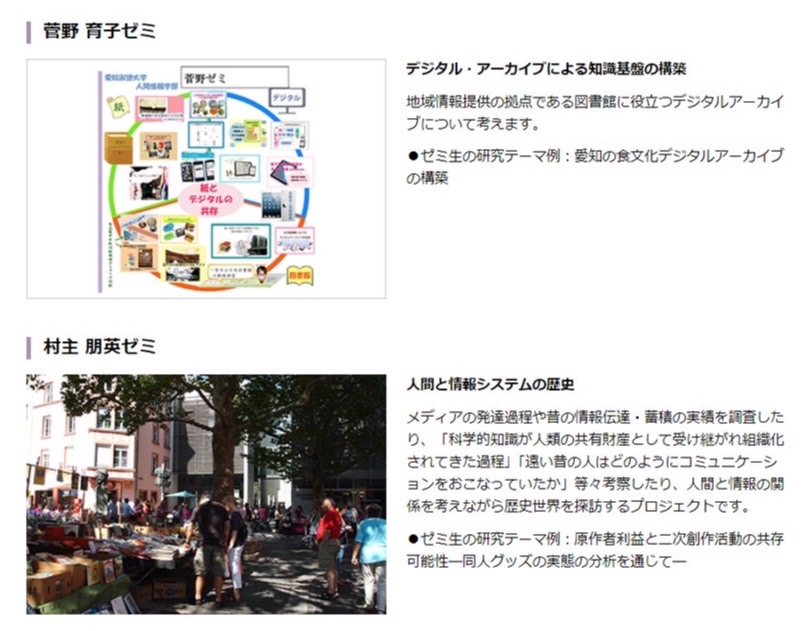 菅野 育子ゼミ
愛知淑徳大学
人間情報学部
菅野ゼミ
デジタル
紙
紙と
デジタルの
共存
図書館
デジタル・アーカイブによる知識基盤の構築
地域情報提供の拠点である図書館に役立つデジタルアーカイ
ブについて考えます。
●ゼミ生の研究テーマ例：愛知の食文化デジタルアーカイブ
の構築
村主 朋英ゼミ
人間と情報システムの歴史
メディアの発達過程や昔の情報伝達・蓄積の実績を調査した
り、「科学的知識が人類の共有財産として受け継がれ組織化
されてきた過程」「遠い昔の人はどのようにコミュニケーシ
ョンをおこなっていたか」等々考察したり、人間と情報の関
係を考えながら歴史世界を探訪するプロジェクトです。
●ゼミ生の研究テーマ例：原作者利益と二次創作活動の共存
可能性―同人グッズの実態の分析を通じて―